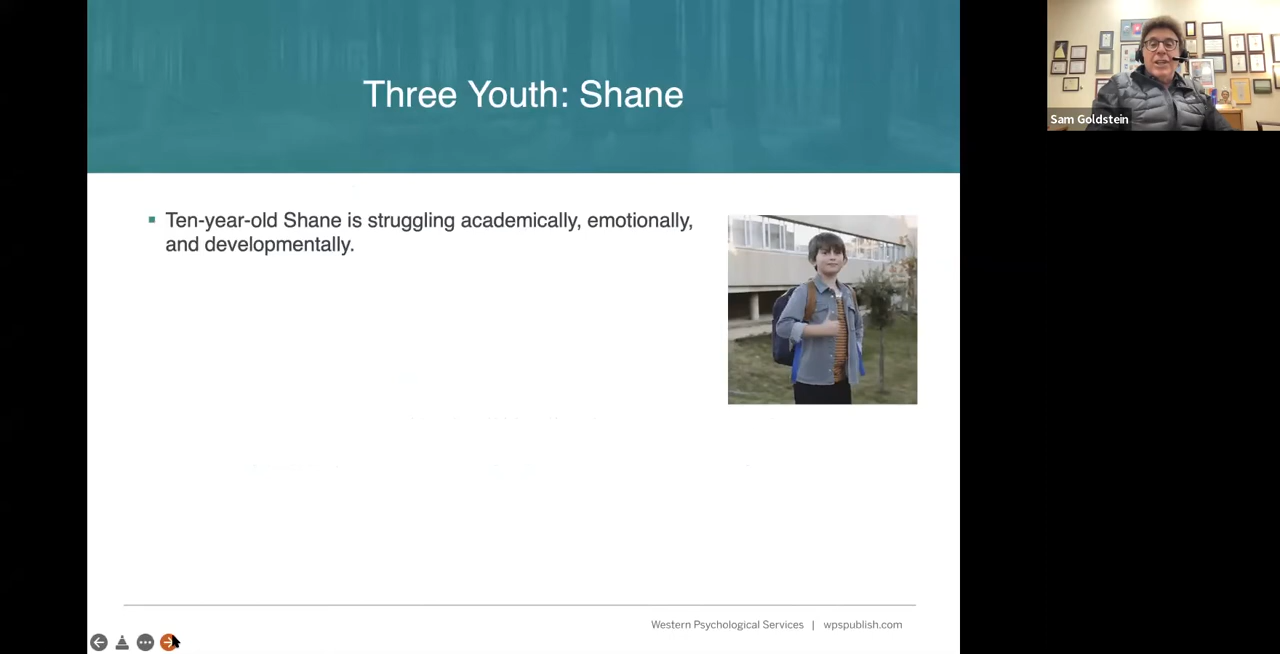 Three Youth: Shane
Sam Goldstein
Ten-year-old Shane is struggling academically, emotionally,
and developmentally.
Western Psychological Services | wpspublish.com